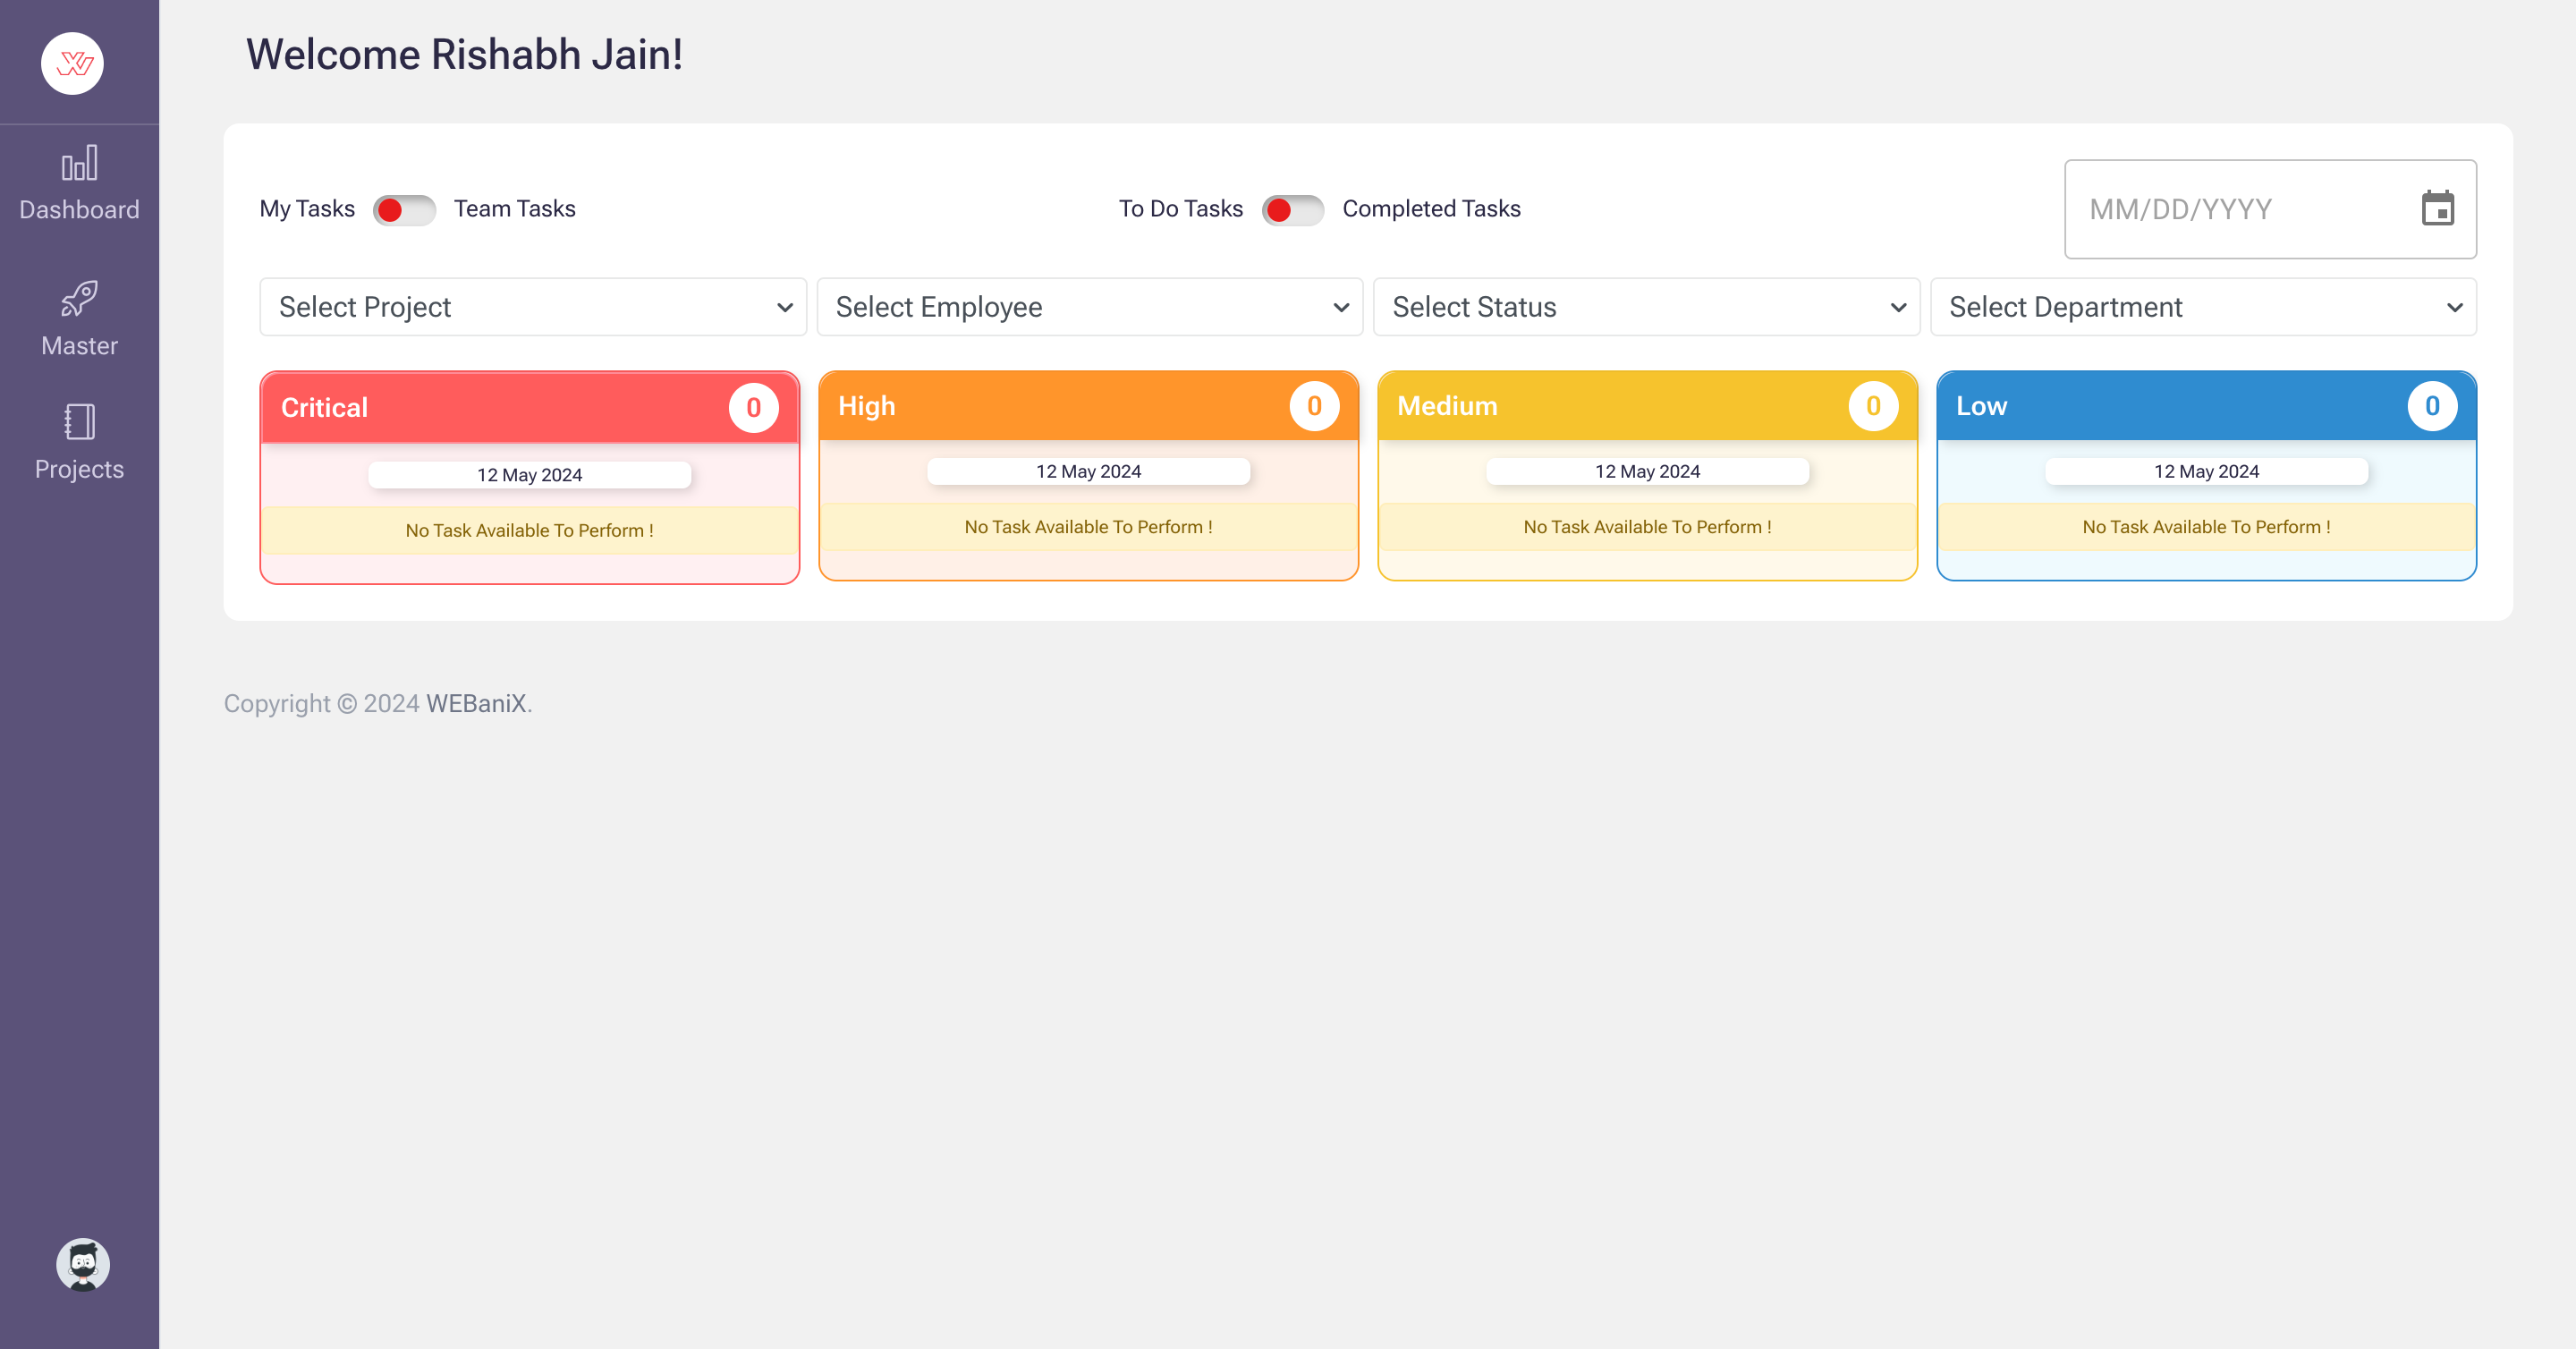 Welcome Rishabh Jain!
Dashboard
Master
Projects
My Tasks Team Tasks To Do Tasks Completed Tasks MM/DD/YYYY
Select Project Select Employee Select Status Select Department
Critical 0 High 0 Medium 0 Low 0
12 May 2024 12 May 2024 12 May 2024 12 May 2024
No Task Available To Perform ! No Task Available To Perform ! No Task Available To Perform ! No Task Available To Perform !
Copyright © 2024 WEBaniX.